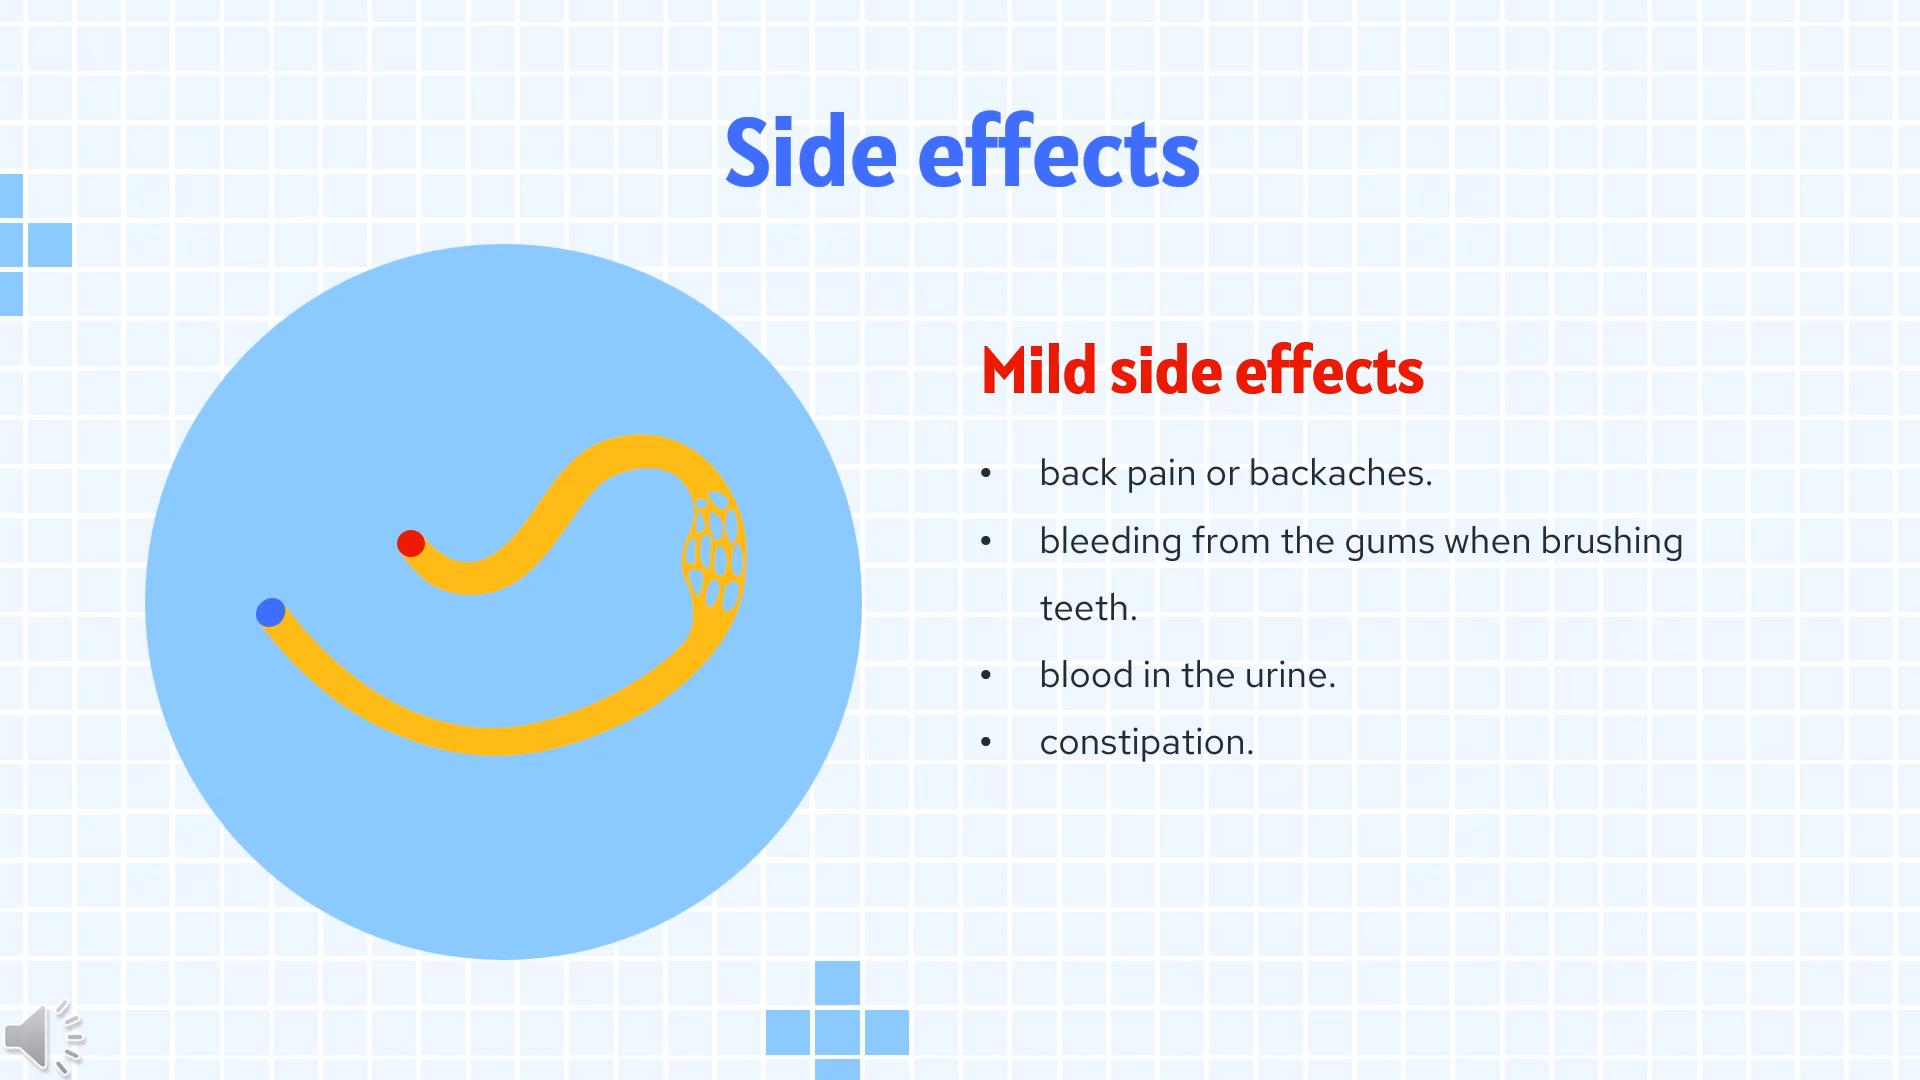 Side effects
Mild side effects
• back pain or backaches.
• bleeding from the gums when brushing
teeth.
• blood in the urine.
• constipation.